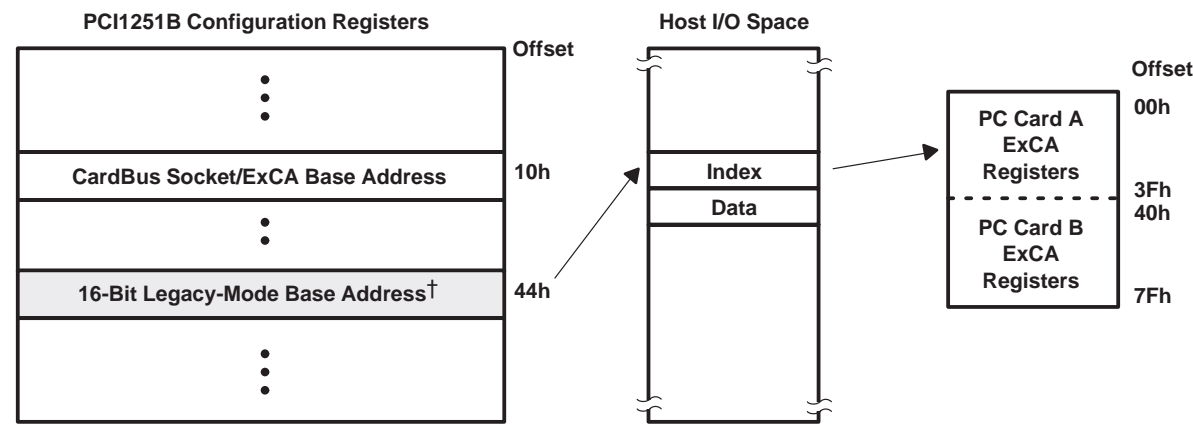 PCI1251B Configuration Registers
Offset
CardBus Socket/ExCA Base Address
10h
16-Bit Legacy-Mode Base Address†
44h
Host I/O Space
Index
Data
Offset
PC Card A
ExCA
Registers
00h
3Fh
40h
PC Card B
ExCA
Registers
7Fh